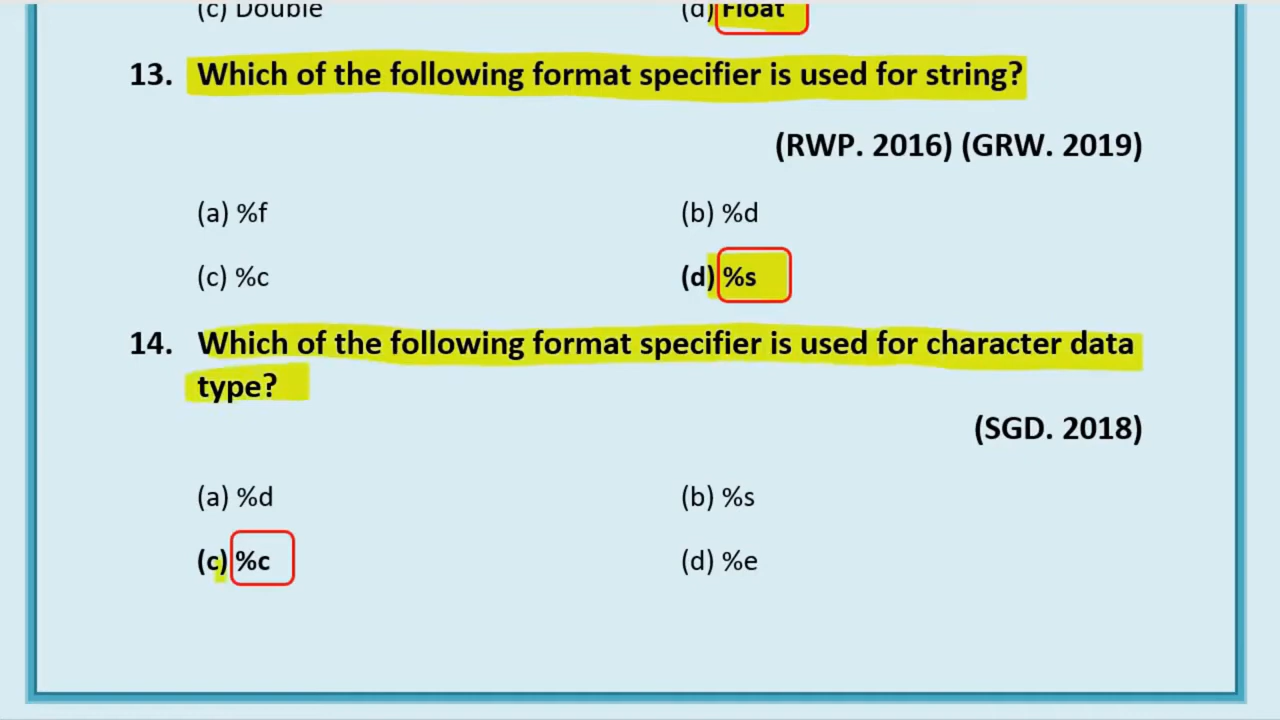 (c) Double (d) Float
13. Which of the following format specifier is used for string?
(RWP. 2016) (GRW. 2019)
(a) %f (b) %d
(c) %c (d) %s
14. Which of the following format specifier is used for character data
type?
(SGD. 2018)
(a) %d (b) %s
(c) %c (d) %e